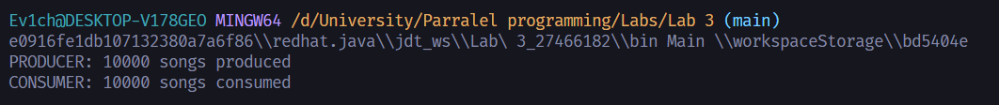 Ev1ch@DESKTOP-V178GEO MINGW64 /d/University/Parralel programming/Labs/Lab 3 (main)
e0916fe1db107132380a7a6f86\\redhat.java\\jdt_ws\\Lab\ 3_27466182\\bin Main \\workspaceStorage\\bd5404e
PRODUCER: 10000 songs produced
CONSUMER: 10000 songs consumed